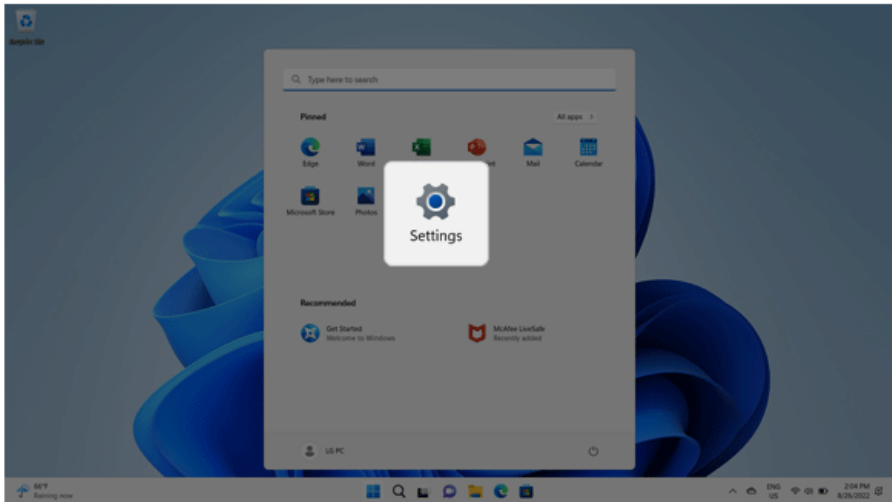 Recycle Bin
Type here to search
Pinned
All apps >
Edge
Word
Mail
Calendar
Microsoft Store
Photos
Settings
Recommended
Get Started
Welcome to Windows
McAfee LiveSafe
Recently added
LG PC
66°F
Raining now
ENG
US
2:04 PM
8/26/2022